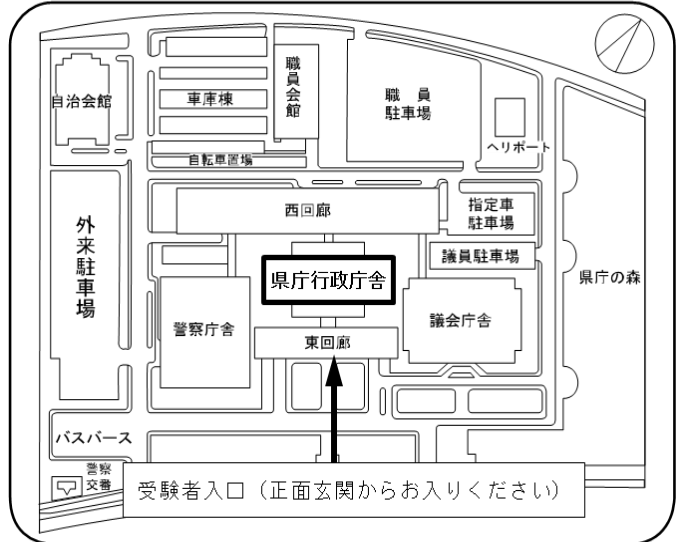 自治会館
車庫棟
職員会館
職員
駐車場
ヘリポート
自転車置場
西回廊
指定車
駐車場
外来駐車場
議員駐車場
県庁行政庁舎
県庁の森
警察庁舎
議会庁舎
東回廊
バスバース
警察
交番
受験者入口（正面玄関からお入りください）